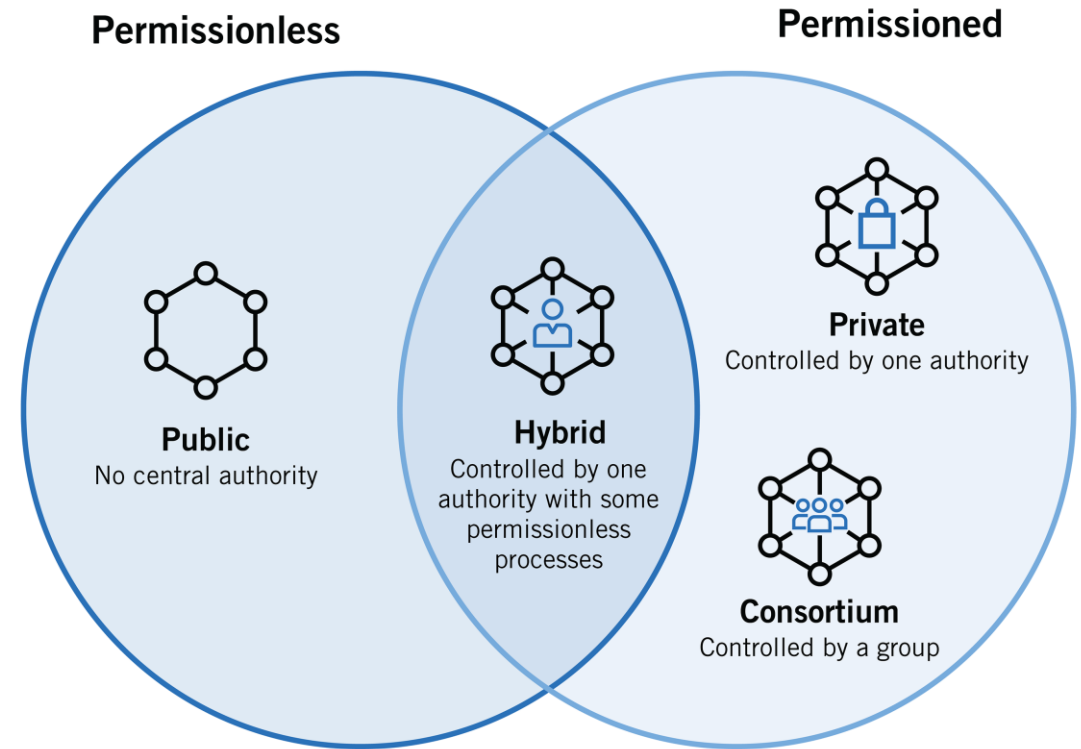 Permissionless
Permissioned
Public
No central authority
Hybrid
Controlled by one
authority with some
permissionless
processes
Private
Controlled by one authority
Consortium
Controlled by a group